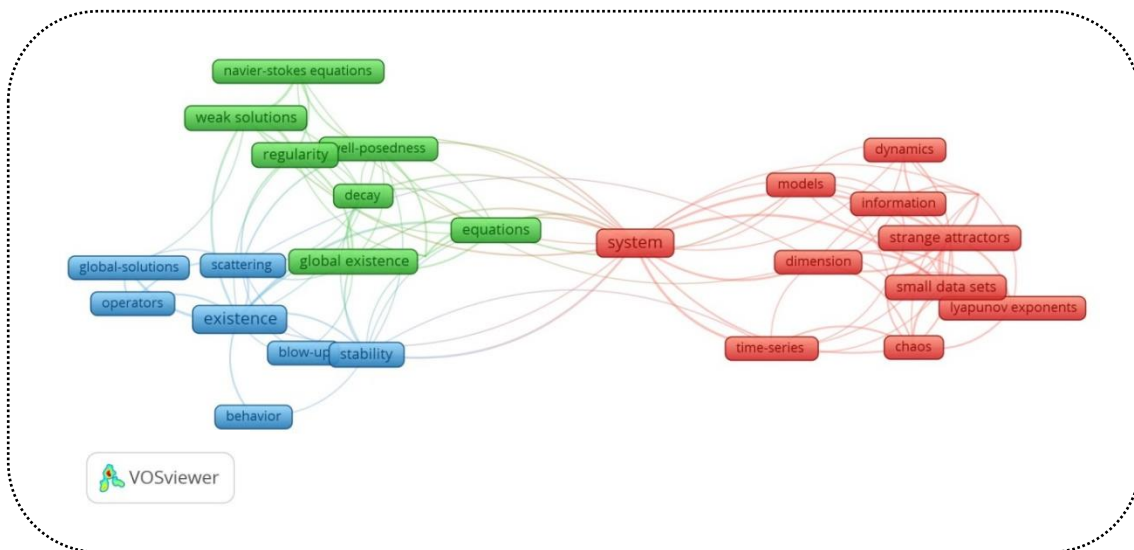 navier-stokes equations
weak solutions
regularity
well-posedness
decay
equations
global existence
global-solutions
scattering
operators
existence
blow-up
stability
behavior
system
dynamics
models
information
strange attractors
dimension
small data sets
lyapunov exponents
time-series
chaos
VOSviewer